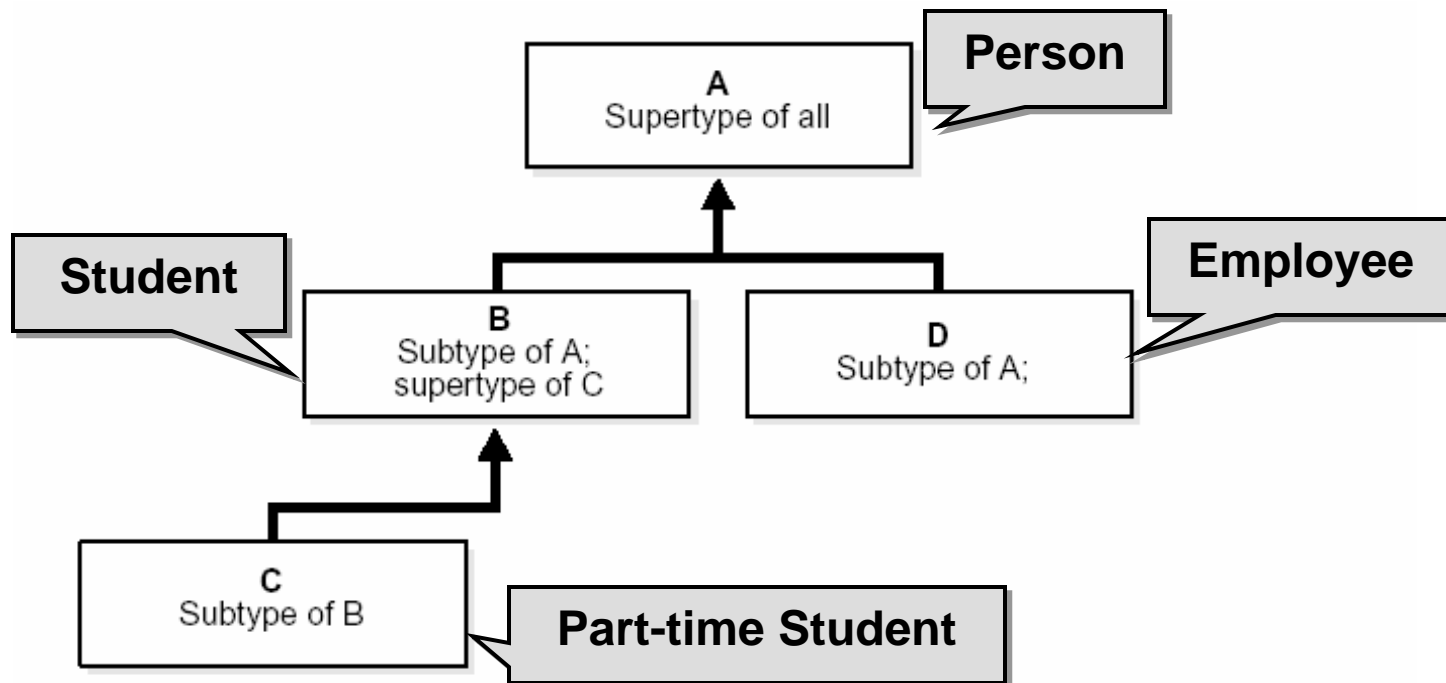 Person
A
Supertype of all
Student
Employee
B
Subtype of A;
supertype of C
D
Subtype of A;
C
Subtype of B
Part-time Student